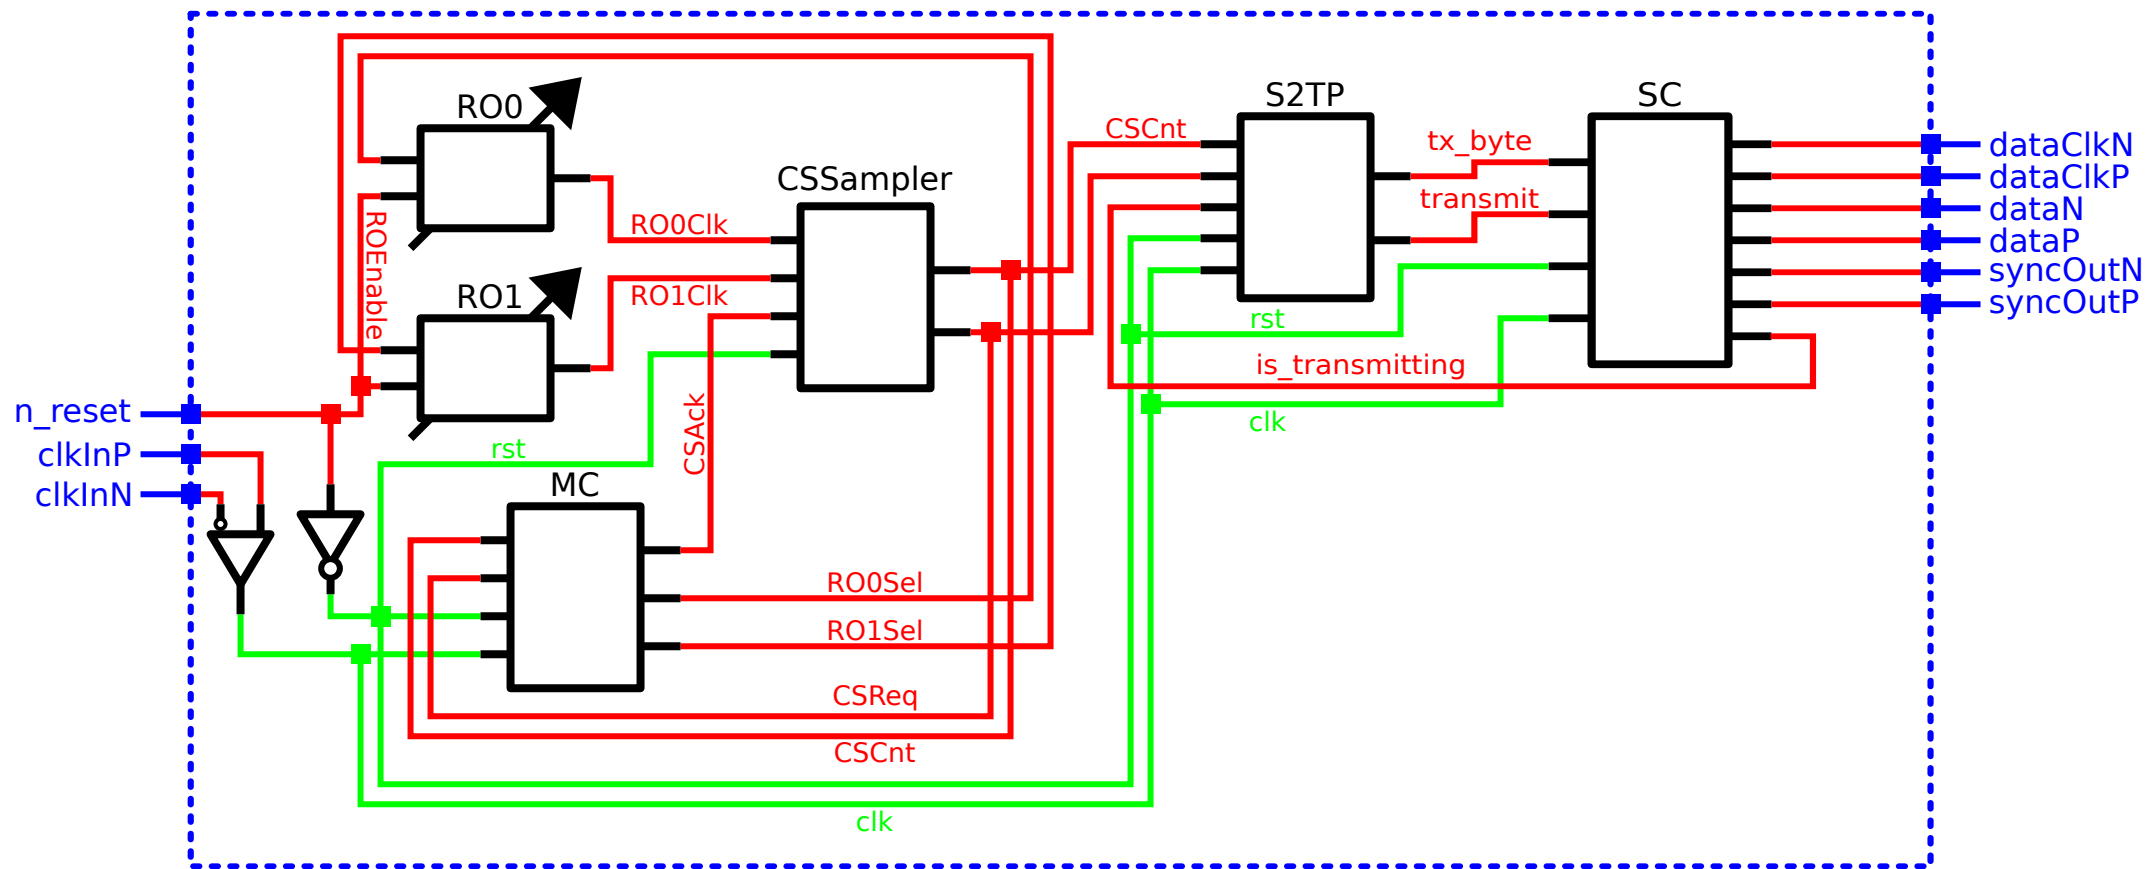 S2TP
SC
RO0
CSCnt
tx_byte
dataClkN
dataClkP
CSSampler
transmit
dataN
RO0Clk
dataP
ROEnable
syncOutN
RO1
RO1Clk
syncOutP
rst
is_transmitting
n_reset
clk
CSAck
rst
clkInP
MC
clkInN
RO0Sel
RO1Sel
CSReq
CSCnt
clk